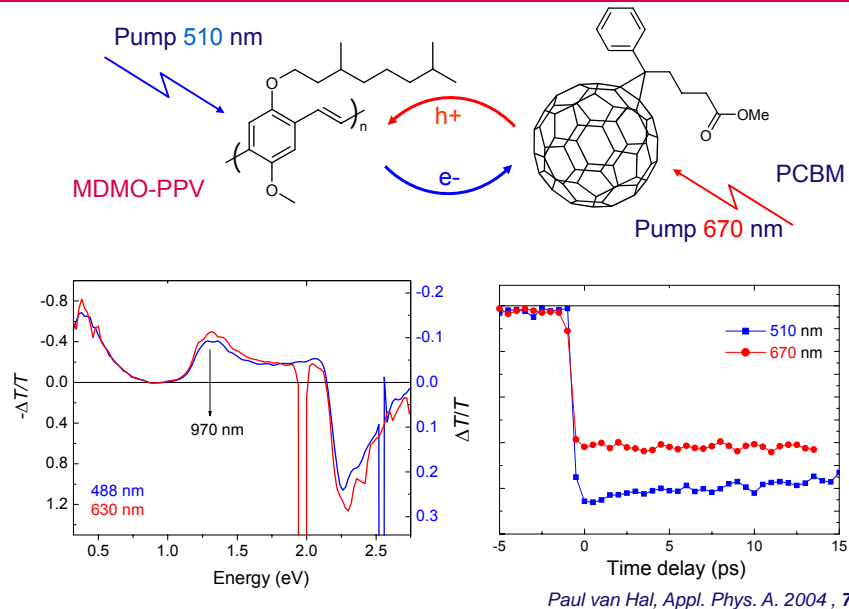 Pump 510 nm
MDMO-PPV
O
O
n
h+
e-
O
OMe
PCBM
Pump 670 nm
-ΔT/T
-0.8
-0.4
0.0
0.4
0.8
1.2
970 nm
488 nm
630 nm
0.5 1.0 1.5 2.0 2.5
Energy (eV)
-0.2
-0.1
0.0
0.1
0.2
0.3
ΔT/T
510 nm
670 nm
-5 0 5 10 15
Time delay (ps)
Paul van Hal, Appl. Phys. A. 2004 , 7